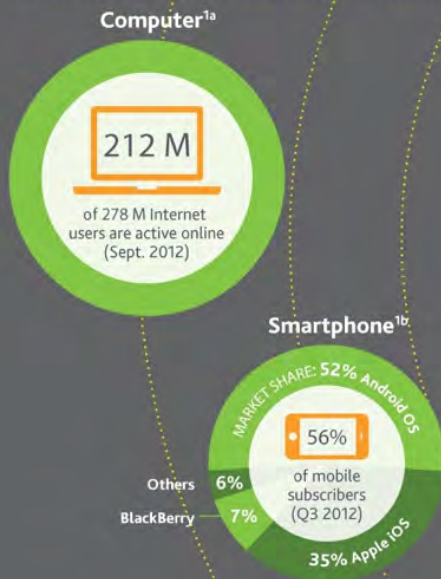 Computer1a
212 M
of 278 M Internet
users are active online
(Sept. 2012)
Smartphone1b
MARKET SHARE: 52% Android OS
56%
of mobile
subscribers
(Q3 2012)
Others 6%
BlackBerry 7%
35% Apple iOS